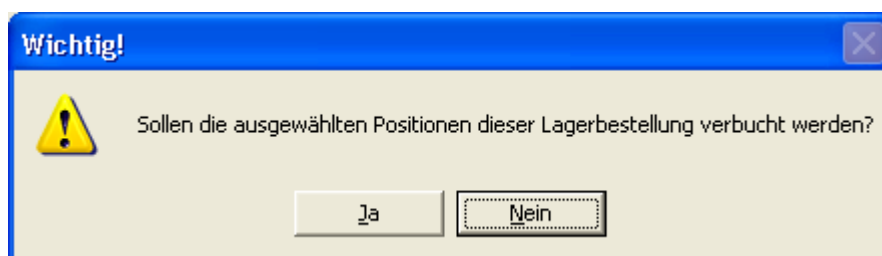 Wichtig!
Sollen die ausgewählten Positionen dieser Lagerbestellung verbucht werden?
Ja
Nein